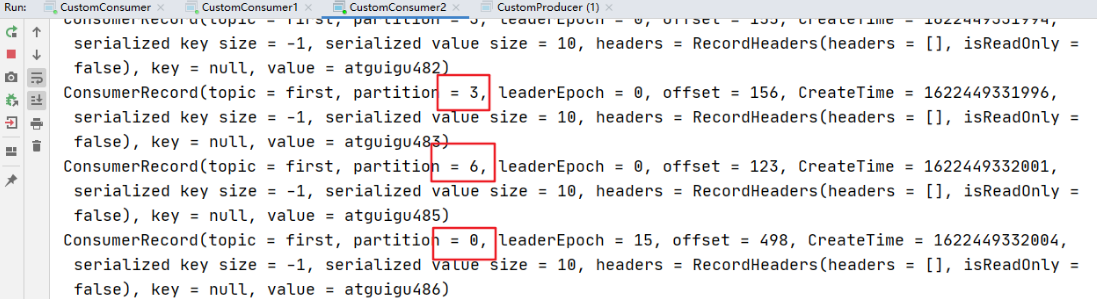 Run: CustomConsumer CustomConsumer1 CustomConsumer2 CustomProducer (1)
ConsumerRecord(topic = first, partition = 3, leaderEpoch = 0, offset = 155, CreateTime = 1622449331994,
serialized key size = -1, serialized value size = 10, headers = RecordHeaders(headers = [], isReadOnly =
false), key = null, value = atguigu482)
ConsumerRecord(topic = first, partition = 3, leaderEpoch = 0, offset = 156, CreateTime = 1622449331996,
serialized key size = -1, serialized value size = 10, headers = RecordHeaders(headers = [], isReadOnly =
false), key = null, value = atguigu483)
ConsumerRecord(topic = first, partition = 6, leaderEpoch = 0, offset = 123, CreateTime = 1622449332001,
serialized key size = -1, serialized value size = 10, headers = RecordHeaders(headers = [], isReadOnly =
false), key = null, value = atguigu485)
ConsumerRecord(topic = first, partition = 0, leaderEpoch = 15, offset = 498, CreateTime = 1622449332004,
serialized key size = -1, serialized value size = 10, headers = RecordHeaders(headers = [], isReadOnly =
false), key = null, value = atguigu486)